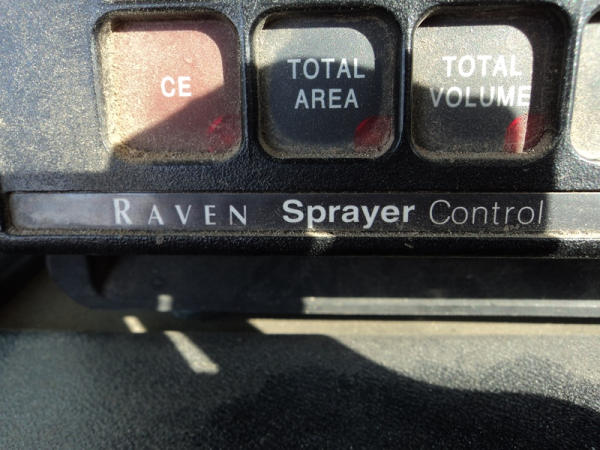 CE
TOTAL
AREA
TOTAL
VOLUME
RAVEN Sprayer Control